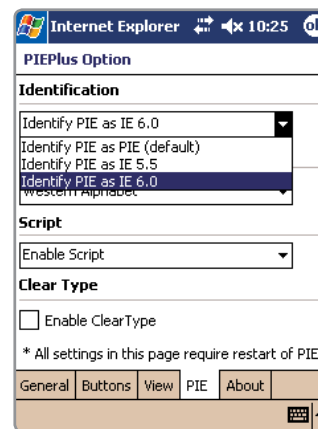 Internet Explorer 10:25 ok
PIEPlus Option
Identification
Identify PIE as IE 6.0
Identify PIE as PIE (default)
Identify PIE as IE 5.5
Identify PIE as IE 6.0
Western Alphabet
Script
Enable Script
Clear Type
Enable ClearType
* All settings in this page require restart of PIE
General Buttons View PIE About